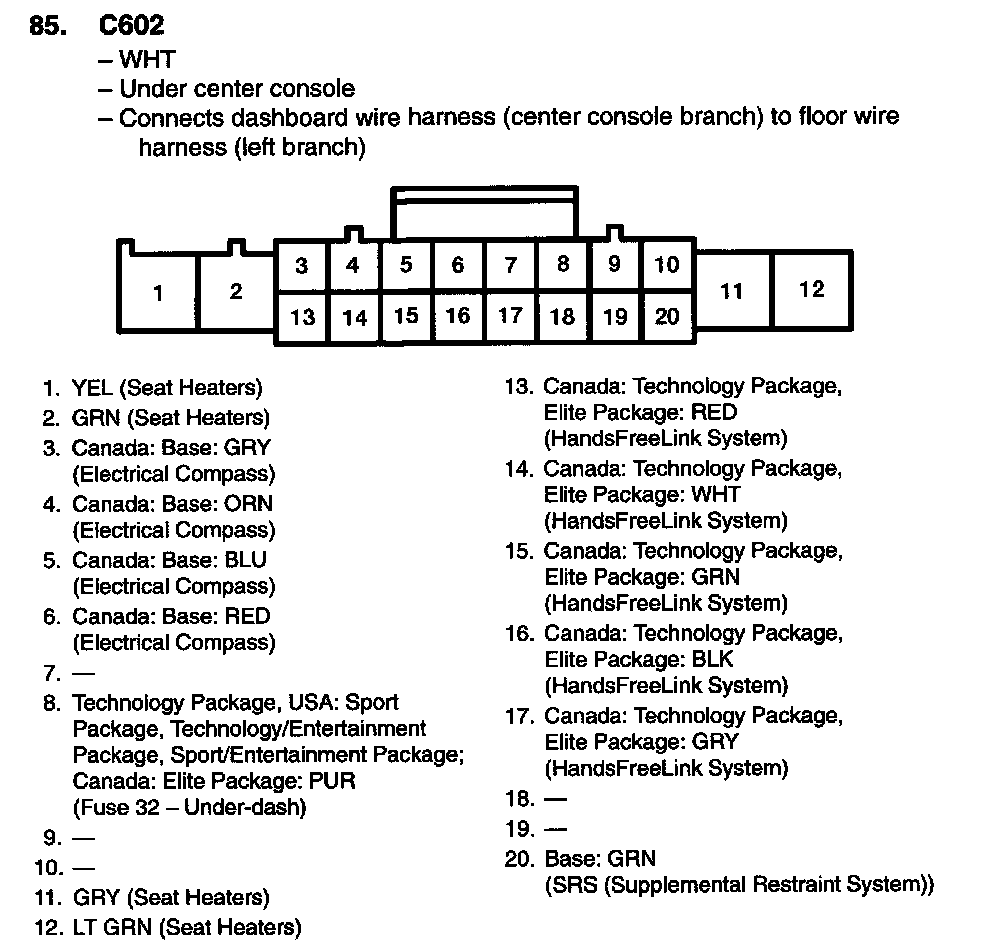 85. C602
– WHT
– Under center console
– Connects dashboard wire harness (center console branch) to floor wire
harness (left branch)
1 2 3 4 5 6 7 8 9 10 11 12
13 14 15 16 17 18 19 20
1. YEL (Seat Heaters)
2. GRN (Seat Heaters)
3. Canada: Base: GRY
(Electrical Compass)
4. Canada: Base: ORN
(Electrical Compass)
5. Canada: Base: BLU
(Electrical Compass)
6. Canada: Base: RED
(Electrical Compass)
7. —
8. Technology Package, USA: Sport
Package, Technology/Entertainment
Package, Sport/Entertainment Package;
Canada: Elite Package: PUR
(Fuse 32 – Under-dash)
9. —
10. —
11. GRY (Seat Heaters)
12. LT GRN (Seat Heaters)
13. Canada: Technology Package,
Elite Package: RED
(HandsFreeLink System)
14. Canada: Technology Package,
Elite Package: WHT
(HandsFreeLink System)
15. Canada: Technology Package,
Elite Package: GRN
(HandsFreeLink System)
16. Canada: Technology Package,
Elite Package: BLK
(HandsFreeLink System)
17. Canada: Technology Package,
Elite Package: GRY
(HandsFreeLink System)
18. —
19. —
20. Base: GRN
(SRS (Supplemental Restraint System))